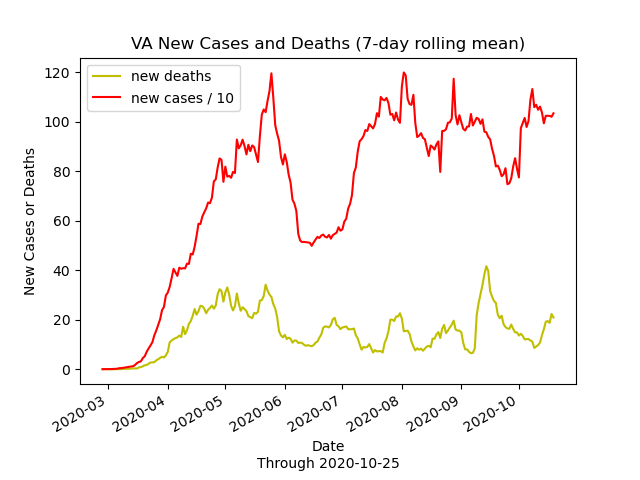 VA New Cases and Deaths (7-day rolling mean)
new deaths
new cases / 10
120
100
80
60
40
20
0
New Cases or Deaths
2020-03
2020-04
2020-05
2020-06
2020-07
2020-08
2020-09
2020-10
Date
Through 2020-10-25